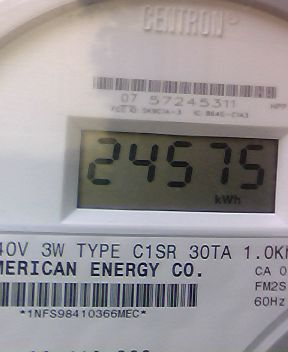 CENTRON
07 57245311
24575
kWh
40V 3W TYPE C1SR 30TA 1.0K
MERICAN ENERGY CO.
CA 0
FM2S
60Hz
*1NFS98410366MEC*